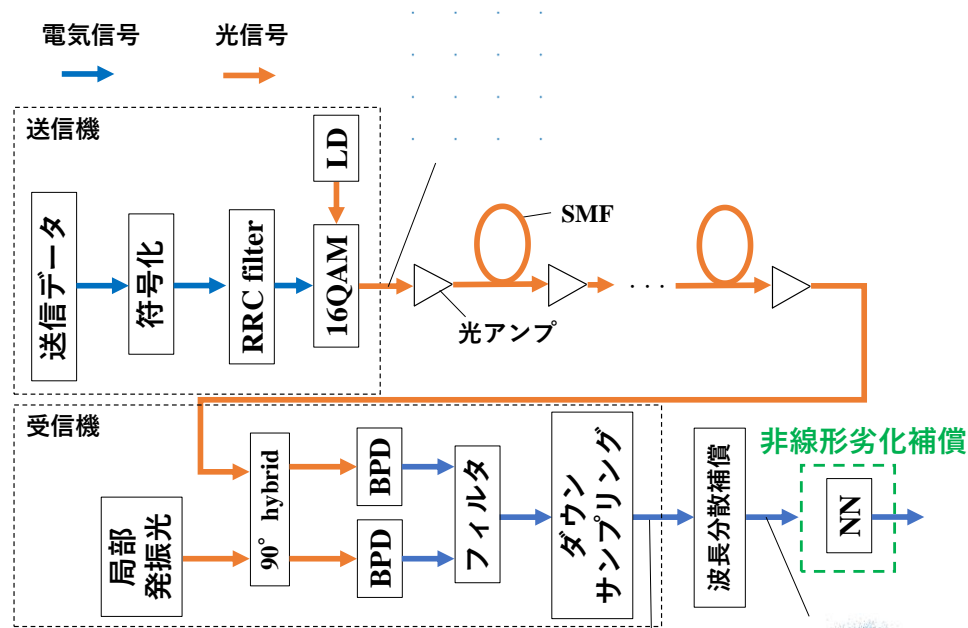 電気信号
光信号
送信機
LD
送信データ
符号化
RRC filter
16QAM
SMF
光アンプ
. . .
受信機
局部
発振光
90° hybrid
BPD
BPD
フィルタ
ダウン
サンプリング
波長分散補償
非線形劣化補償
NN